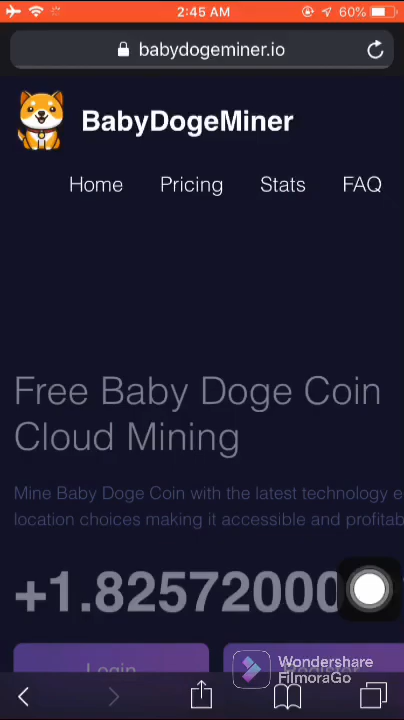 2:45 AM
60%
babydogeminer.io
BabyDogeMiner
Home Pricing Stats FAQ
Free Baby Doge Coin
Cloud Mining
Mine Baby Doge Coin with the latest technology e
location choices making it accessible and profitab
+1.82572000
Login Register
Wondershare
FilmoraGo